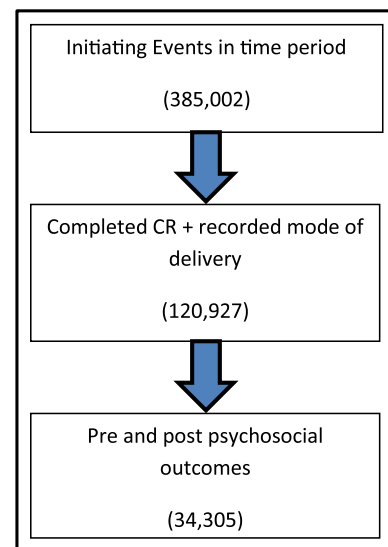 Initiating Events in time period
(385,002)
Completed CR + recorded mode of
delivery
(120,927)
Pre and post psychosocial
outcomes
(34,305)